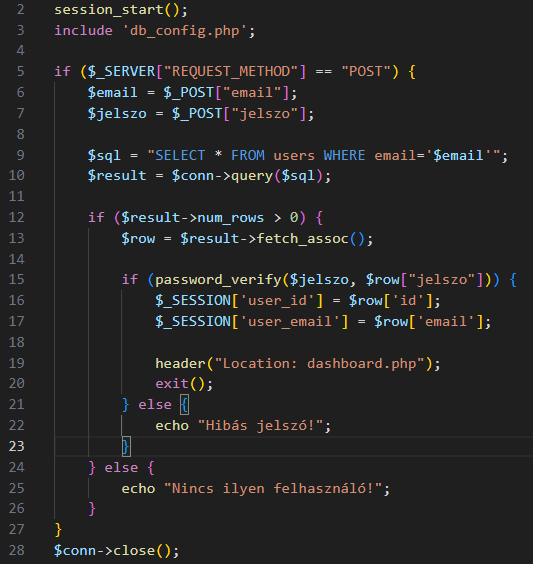 2 session_start();
3 include 'db_config.php';
4
5 if ($_SERVER["REQUEST_METHOD"] == "POST") {
6 $email = $_POST["email"];
7 $jelszo = $_POST["jelszo"];
8
9 $sql = "SELECT * FROM users WHERE email='$email'";
10 $result = $conn->query($sql);
11
12 if ($result->num_rows > 0) {
13 $row = $result->fetch_assoc();
14
15 if (password_verify($jelszo, $row["jelszo"])) {
16 $_SESSION['user_id'] = $row['id'];
17 $_SESSION['user_email'] = $row['email'];
18
19 header("Location: dashboard.php");
20 exit();
21 } else {
22 echo "Hibás jelszó!";
23 }
24 } else {
25 echo "Nincs ilyen felhasználó!";
26 }
27 }
28 $conn->close();